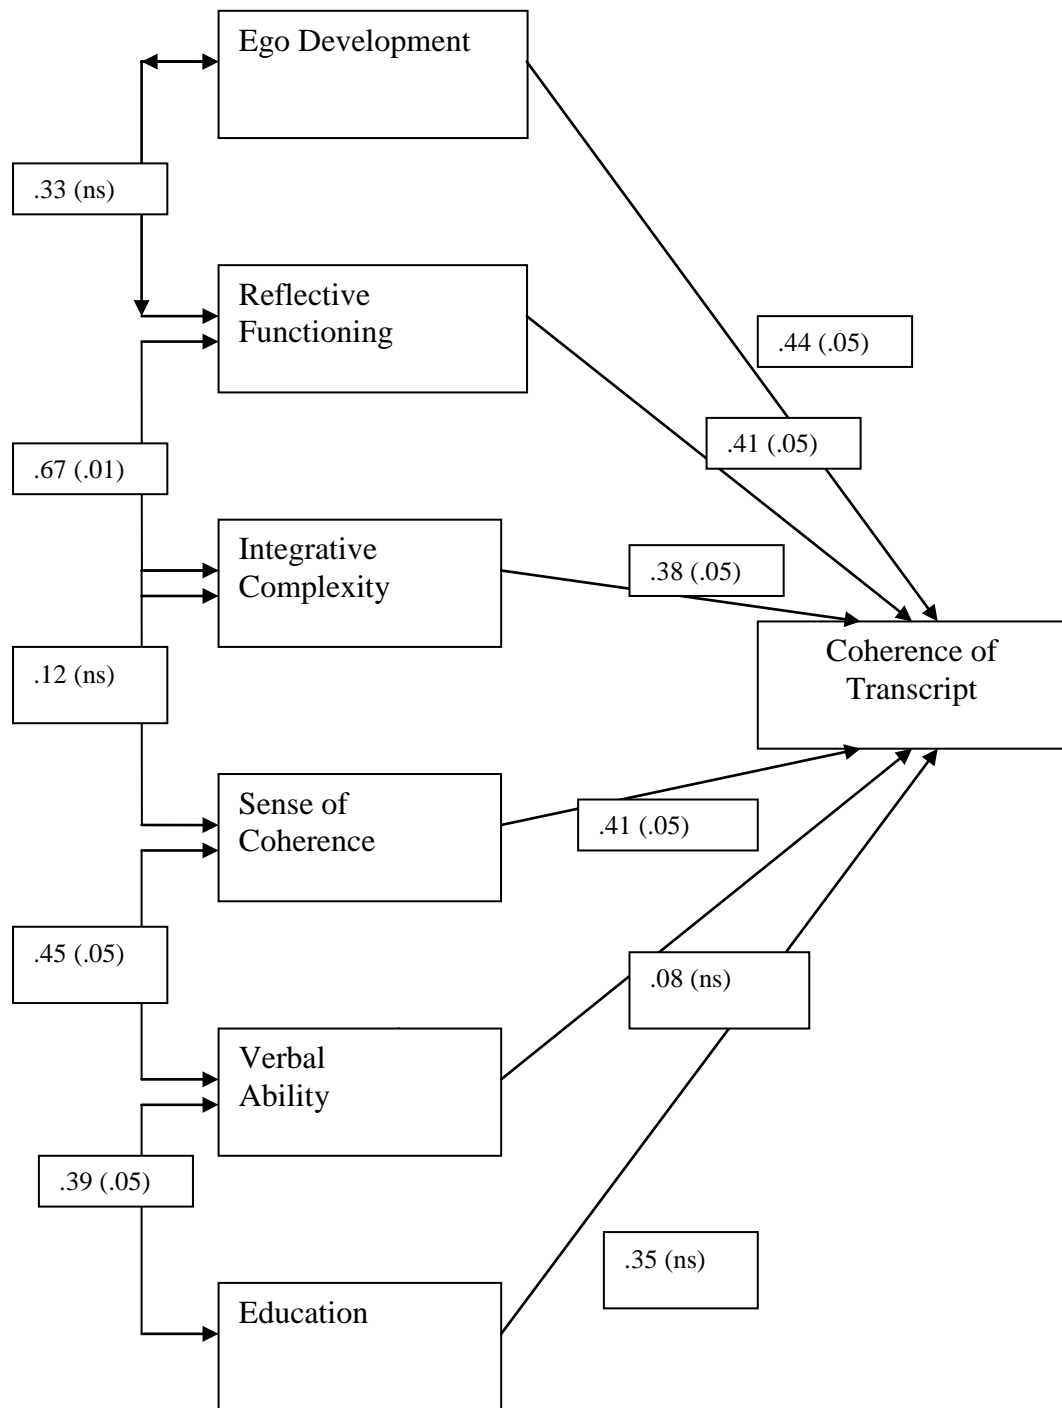 Ego Development
.33 (ns)
Reflective
Functioning
.44 (.05)
.41 (.05)
.67 (.01)
Integrative
Complexity
.38 (.05)
Coherence of
Transcript
.12 (ns)
Sense of
Coherence
.41 (.05)
.45 (.05)
.08 (ns)
Verbal
Ability
.39 (.05)
.35 (ns)
Education